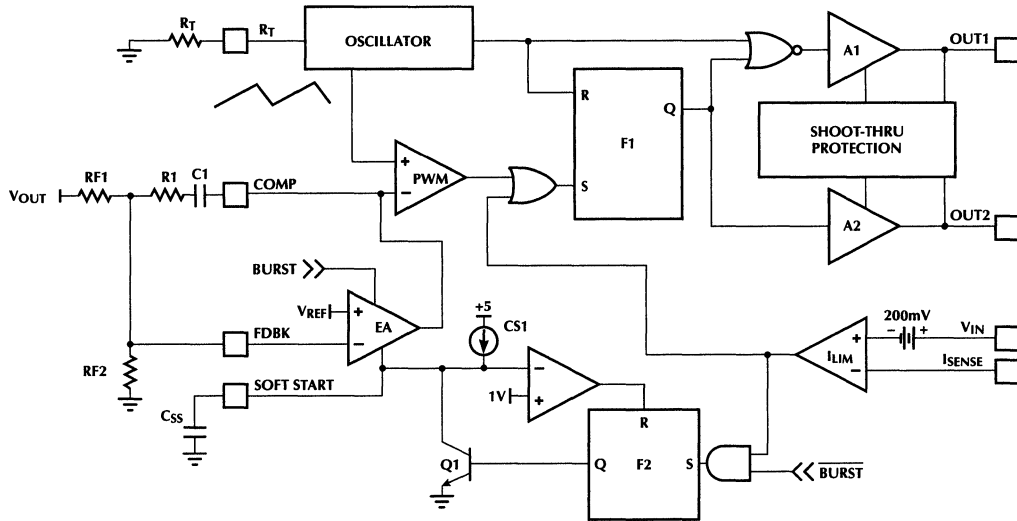 RT
RT
OSCILLATOR
A1
OUT1
R
Q
F1
S
SHOOT-THRU
PROTECTION
+
PWM
−
VOUT
RF1
R1
C1
COMP
A2
OUT2
BURST
VREF
+
EA
−
FDBK
+5
CS1
200mV
−
+
VIN
+
ILIM
−
ISENSE
RF2
SOFT START
CSS
−
1V
+
R
Q1
Q
F2
S
BURST